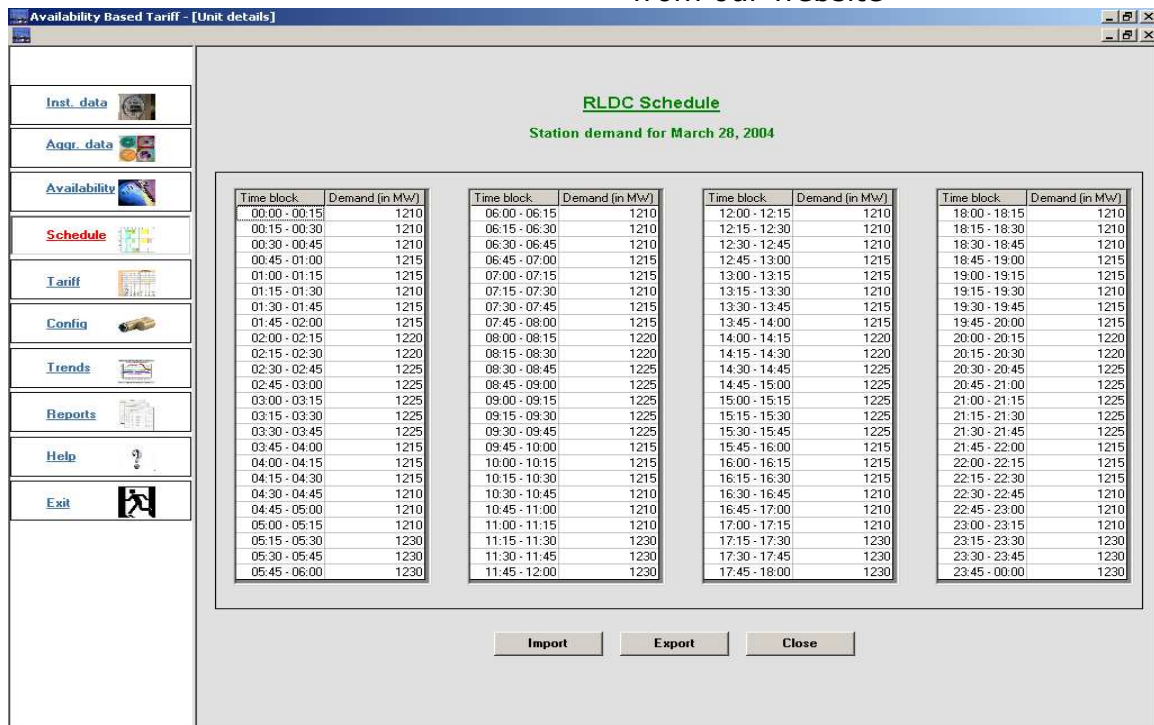 from our website
Availability Based Tariff - [Unit details]
Inst. data
Aggr. data
Availability
Schedule
Tariff
Config
Trends
Reports
Help
Exit
RLDC Schedule
Station demand for March 28, 2004
Time block Demand (in MW) Time block Demand (in MW) Time block Demand (in MW) Time block Demand (in MW)
00:00 - 00:15 1210 06:00 - 06:15 1210 12:00 - 12:15 1210 18:00 - 18:15 1210
00:15 - 00:30 1210 06:15 - 06:30 1210 12:15 - 12:30 1210 18:15 - 18:30 1210
00:30 - 00:45 1210 06:30 - 06:45 1210 12:30 - 12:45 1210 18:30 - 18:45 1210
00:45 - 01:00 1215 06:45 - 07:00 1215 12:45 - 13:00 1215 18:45 - 19:00 1215
01:00 - 01:15 1215 07:00 - 07:15 1215 13:00 - 13:15 1215 19:00 - 19:15 1215
01:15 - 01:30 1210 07:15 - 07:30 1210 13:15 - 13:30 1210 19:15 - 19:30 1210
01:30 - 01:45 1215 07:30 - 07:45 1215 13:30 - 13:45 1215 19:30 - 19:45 1215
01:45 - 02:00 1215 07:45 - 08:00 1215 13:45 - 14:00 1215 19:45 - 20:00 1215
02:00 - 02:15 1220 08:00 - 08:15 1220 14:00 - 14:15 1220 20:00 - 20:15 1220
02:15 - 02:30 1220 08:15 - 08:30 1220 14:15 - 14:30 1220 20:15 - 20:30 1220
02:30 - 02:45 1225 08:30 - 08:45 1225 14:30 - 14:45 1225 20:30 - 20:45 1225
02:45 - 03:00 1225 08:45 - 09:00 1225 14:45 - 15:00 1225 20:45 - 21:00 1225
03:00 - 03:15 1225 09:00 - 09:15 1225 15:00 - 15:15 1225 21:00 - 21:15 1225
03:15 - 03:30 1225 09:15 - 09:30 1225 15:15 - 15:30 1225 21:15 - 21:30 1225
03:30 - 03:45 1225 09:30 - 09:45 1225 15:30 - 15:45 1225 21:30 - 21:45 1225
03:45 - 04:00 1215 09:45 - 10:00 1215 15:45 - 16:00 1215 21:45 - 22:00 1215
04:00 - 04:15 1215 10:00 - 10:15 1215 16:00 - 16:15 1215 22:00 - 22:15 1215
04:15 - 04:30 1215 10:15 - 10:30 1215 16:15 - 16:30 1215 22:15 - 22:30 1215
04:30 - 04:45 1210 10:30 - 10:45 1210 16:30 - 16:45 1210 22:30 - 22:45 1210
04:45 - 05:00 1210 10:45 - 11:00 1210 16:45 - 17:00 1210 22:45 - 23:00 1210
05:00 - 05:15 1210 11:00 - 11:15 1210 17:00 - 17:15 1210 23:00 - 23:15 1210
05:15 - 05:30 1230 11:15 - 11:30 1230 17:15 - 17:30 1230 23:15 - 23:30 1230
05:30 - 05:45 1230 11:30 - 11:45 1230 17:30 - 17:45 1230 23:30 - 23:45 1230
05:45 - 06:00 1230 11:45 - 12:00 1230 17:45 - 18:00 1230 23:45 - 00:00 1230
Import Export Close